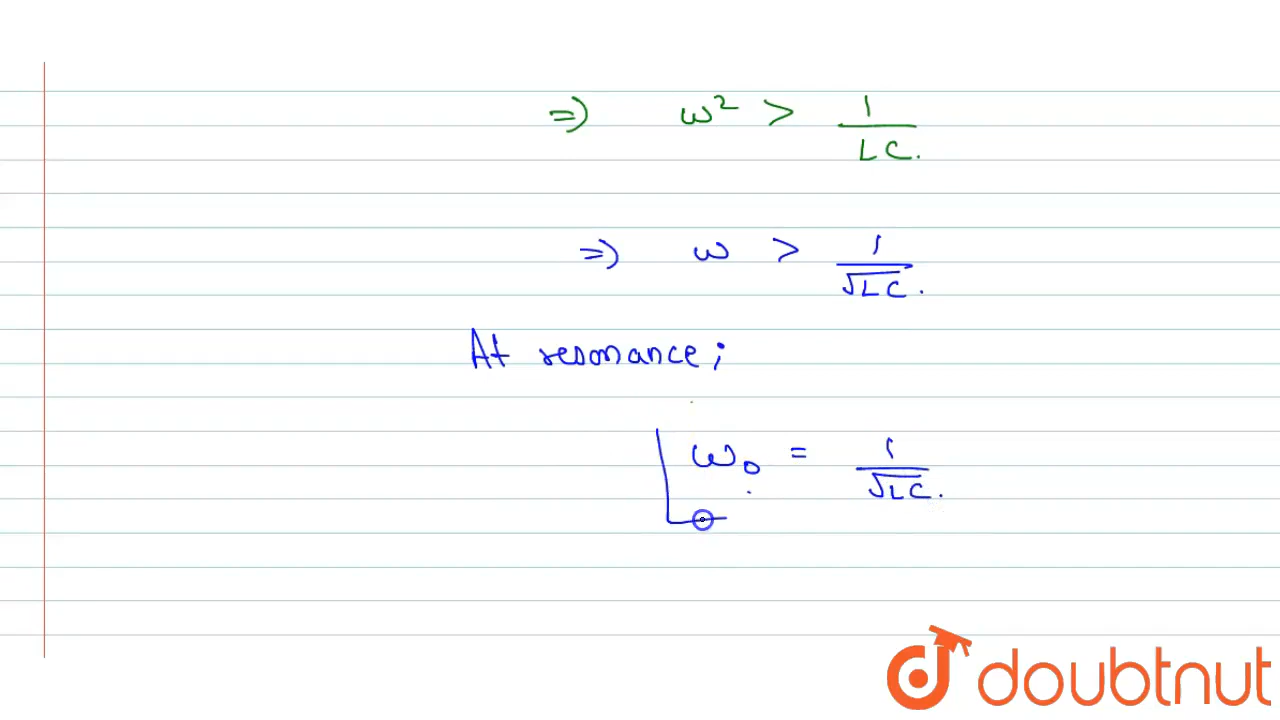 => ω² > 1/LC.
=> ω > 1/√LC.
At resonance;
ω₀ = 1/√LC.
doubtnut